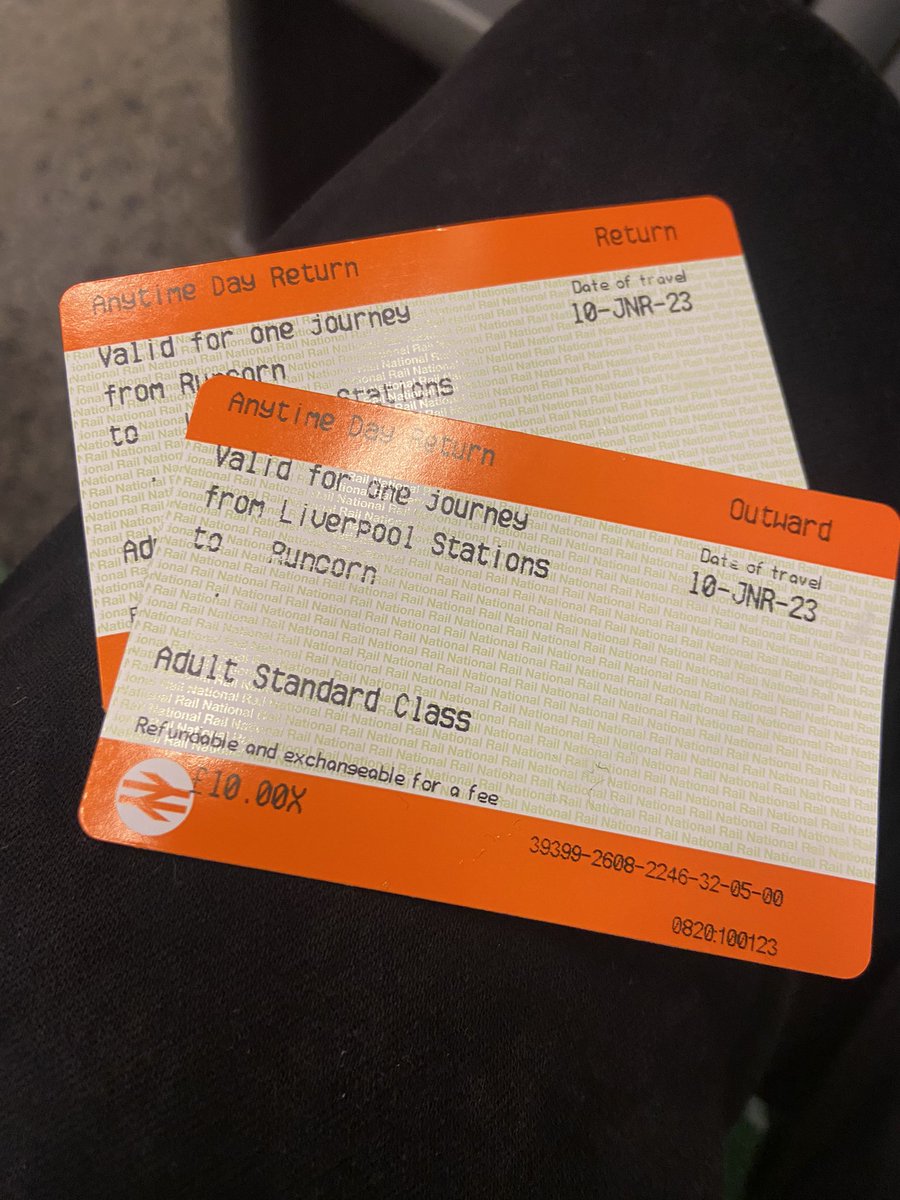 Anytime Day Return
Return
Valid for one journey
Date of travel
10-JNR-23
from Runcorn
to Stations
Anytime Day Return
Outward
Valid for one journey
from Liverpool Stations
Date of travel
10-JNR-23
to Runcorn
Adult Standard Class
Refundable and exchangeable for a fee
£10.00X
39399-2608-2246-32-05-00
0820:100123